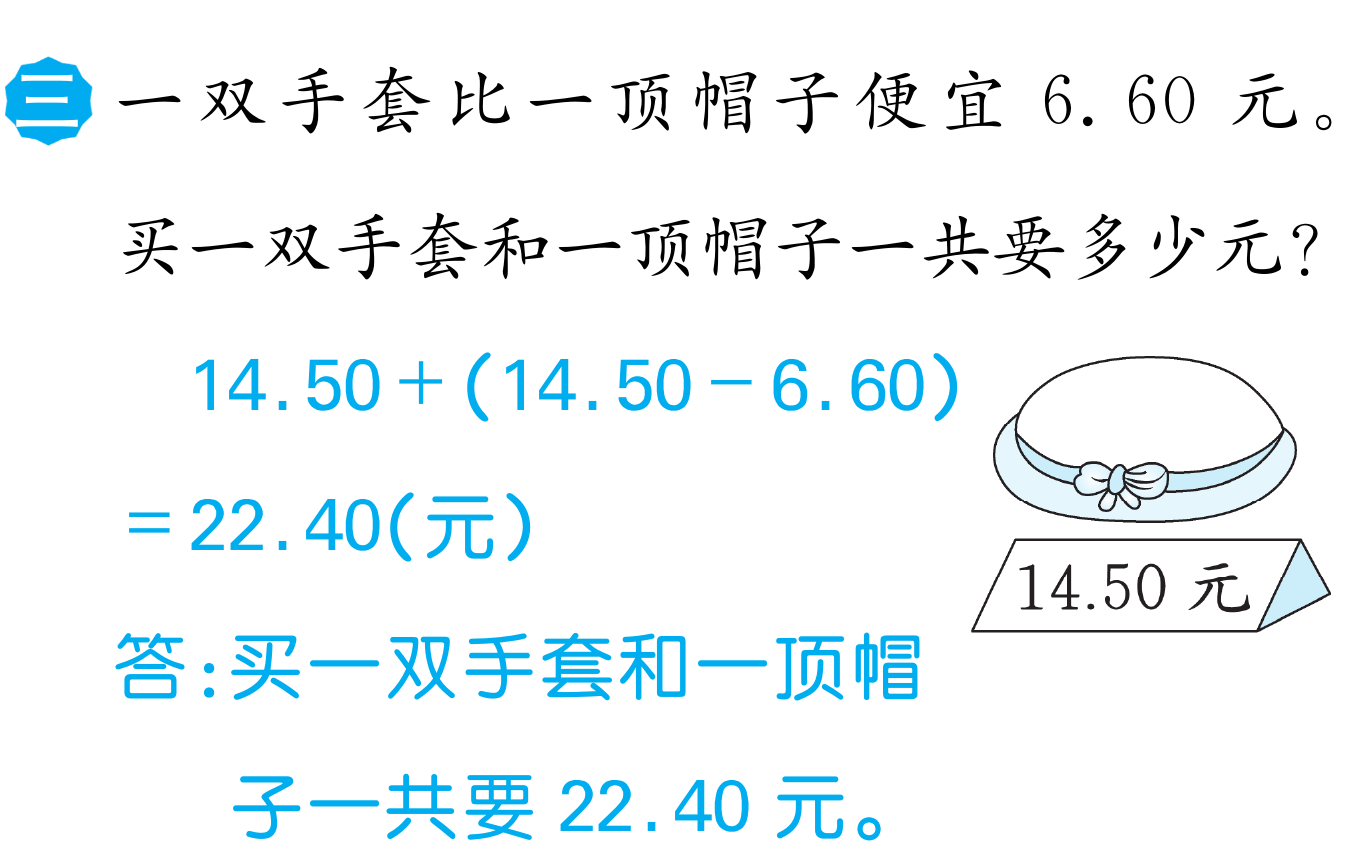 三 一双手套比一顶帽子便宜 6.60 元。
买一双手套和一顶帽子一共要多少元?
14.50+(14.50-6.60)
=22.40(元)
14.50 元
答:买一双手套和一顶帽
子一共要 22.40 元。